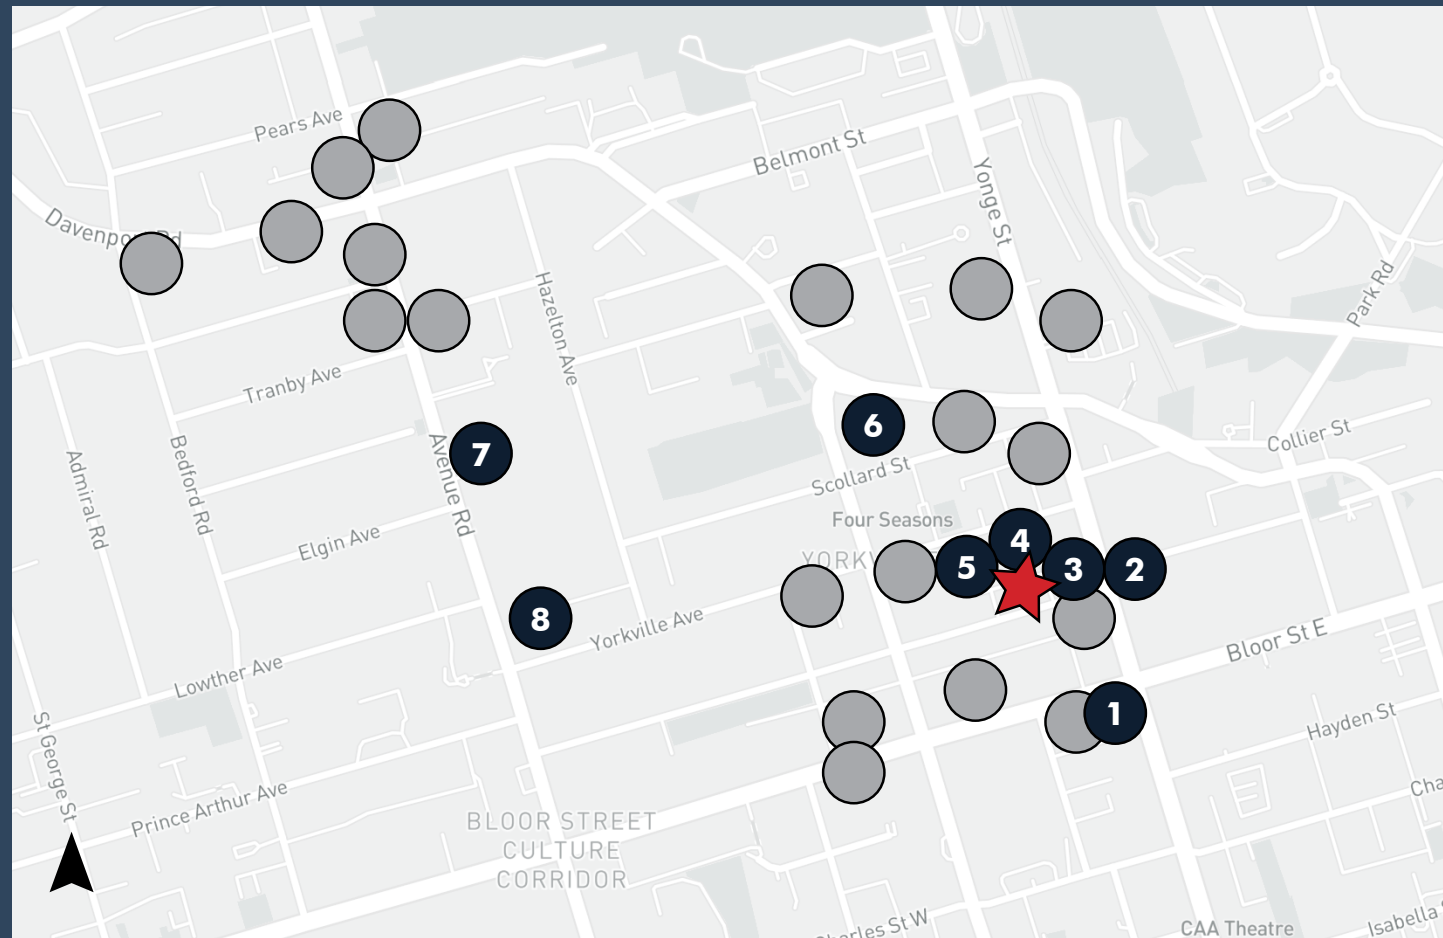 Pears Ave
Belmont St
Yonge St
Davenpo Rd
Park Rd
Hazelton Ave
Tranby Ave
6
Collier St
7
Avenue Rd
Scollard St
Admiral Rd
Bedford Rd
Four Seasons
Elgin Ave
4
YORKV
5
3
2
8
Yorkville Ave
Bloor St E
Lowther Ave
1
Hayden St
St George St
Prince Arthur Ave
Cha
BLOOR STREET
CULTURE
CORRIDOR
Charles St W
CAA Theatre
Isabella